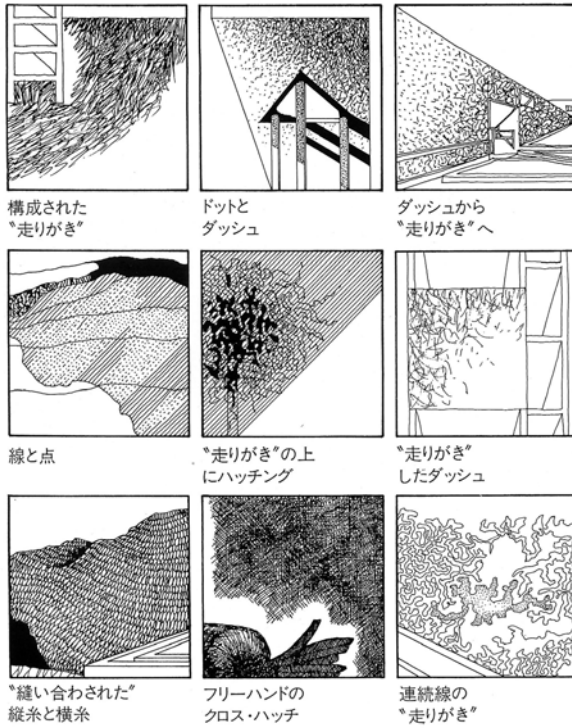 構成された
〝走りがき〟
ドットと
ダッシュ
ダッシュから
〝走りがき〟へ
線と点
〝走りがき〟の上
にハッチング
〝走りがき〟
したダッシュ
〝縫い合わされた〟
縦糸と横糸
フリーハンドの
クロス・ハッチ
連続線の
〝走りがき〟